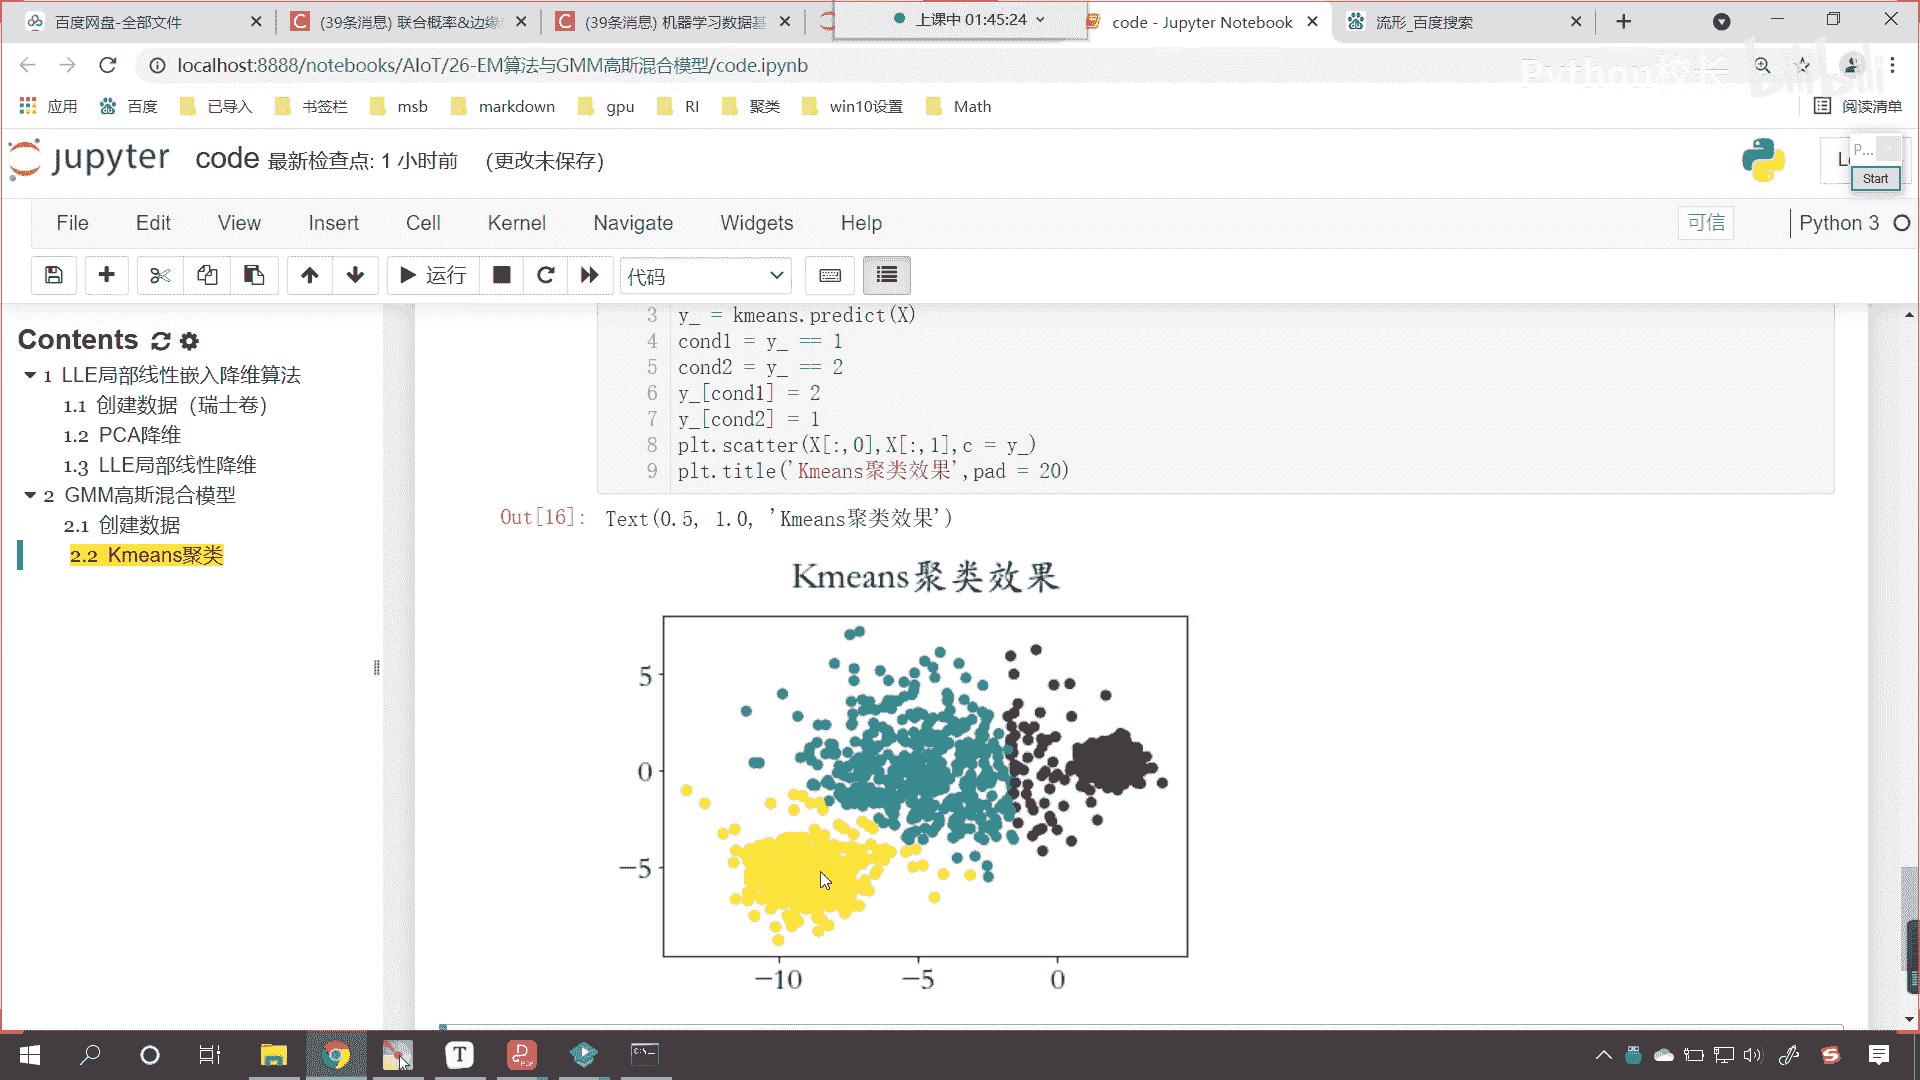 百度网盘-全部文件
(39条消息) 联合概率&边缘
(39条消息) 机器学习数据基
上课中 01:45:24
code - Jupyter Notebook
流形_百度搜索
localhost:8888/notebooks/AIoT/26-EM算法与GMM高斯混合模型/code.ipynb
Python校长
bilibili
应用
百度
已导入
书签栏
msb
markdown
gpu
RI
聚类
win10设置
Math
阅读清单
jupyter
code 最新检查点: 1 小时前 (更改未保存)
P...
Start
File
Edit
View
Insert
Cell
Kernel
Navigate
Widgets
Help
可信
Python 3
运行
代码
Contents
1 LLE局部线性嵌入降维算法
1.1 创建数据（瑞士卷）
1.2 PCA降维
1.3 LLE局部线性降维
2 GMM高斯混合模型
2.1 创建数据
2.2 Kmeans聚类
3 y_ = kmeans.predict(X)
4 cond1 = y_ == 1
5 cond2 = y_ == 2
6 y_[cond1] = 2
7 y_[cond2] = 1
8 plt.scatter(X[:,0],X[:,1],c = y_)
9 plt.title('Kmeans聚类效果',pad = 20)
Out[16]: Text(0.5, 1.0, 'Kmeans聚类效果')
Kmeans聚类效果
5
0
−5
−10
−5
0